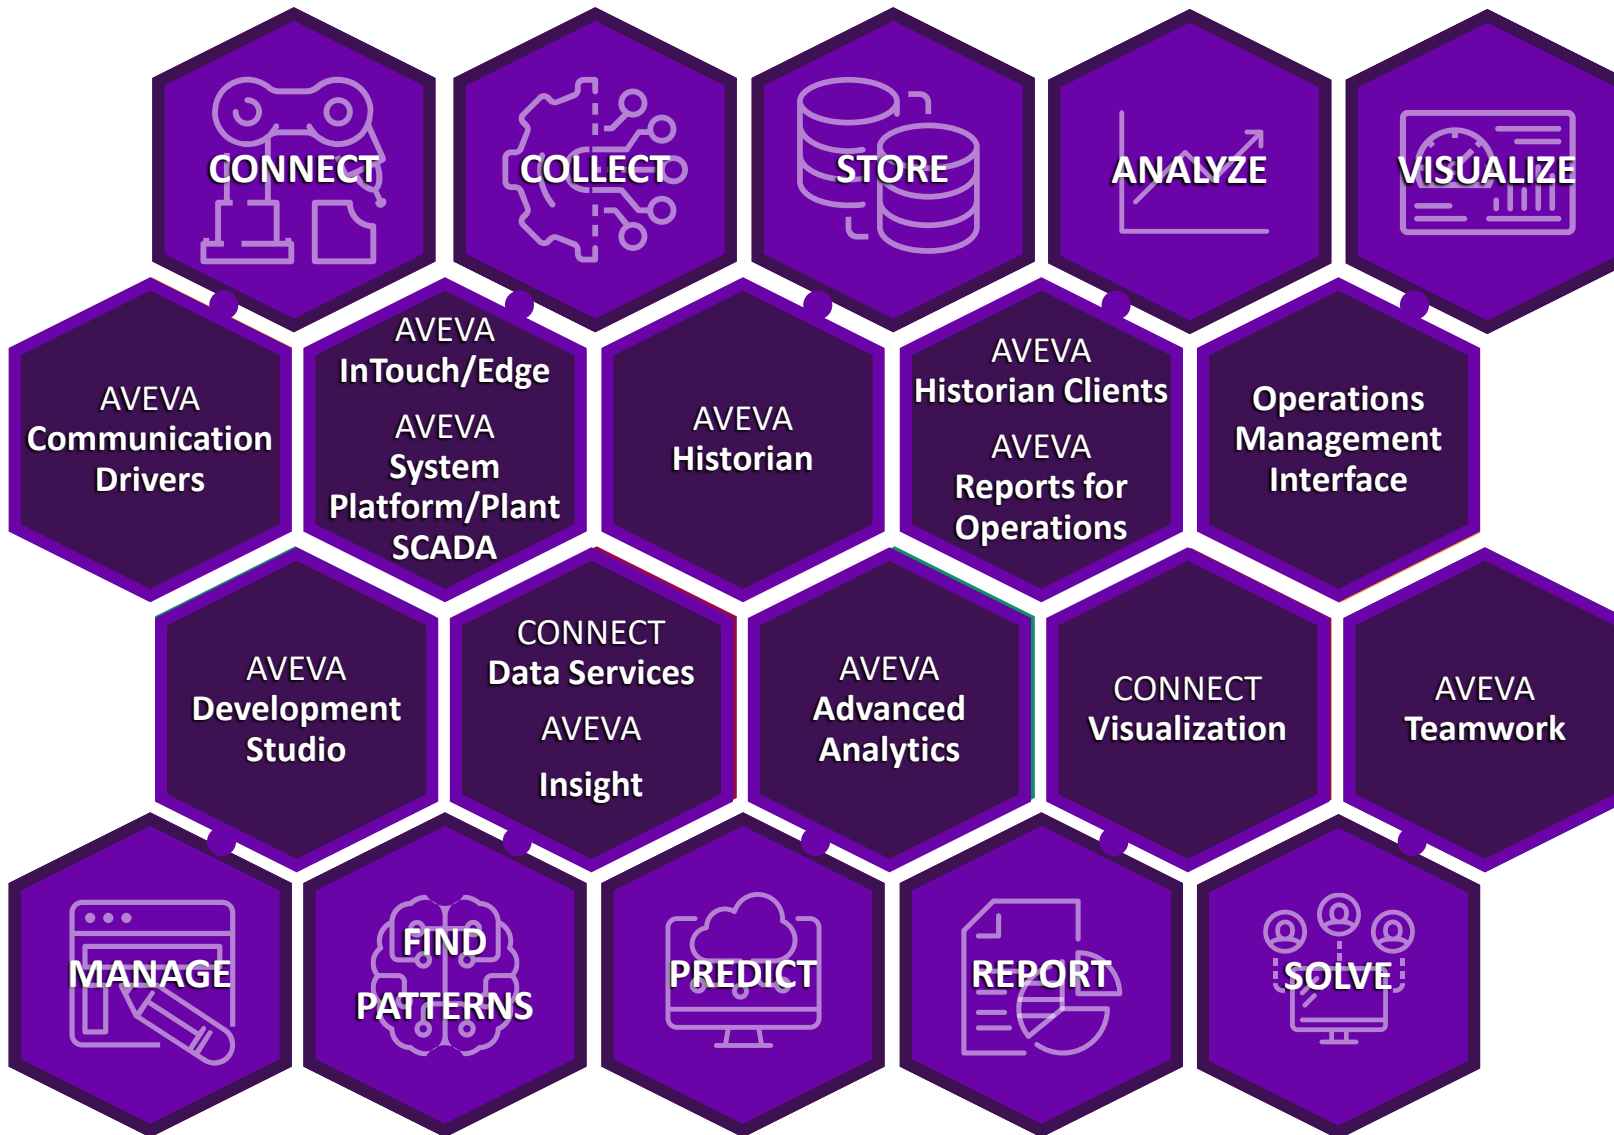 CONNECT
COLLECT
STORE
ANALYZE
VISUALIZE
AVEVA
Communication
Drivers
AVEVA
InTouch/Edge
AVEVA
System
Platform/Plant
SCADA
AVEVA
Historian
AVEVA
Historian Clients
AVEVA
Reports for
Operations
Operations
Management
Interface
AVEVA
Development
Studio
CONNECT
Data Services
AVEVA
Insight
AVEVA
Advanced
Analytics
CONNECT
Visualization
AVEVA
Teamwork
MANAGE
FIND
PATTERNS
PREDICT
REPORT
SOLVE